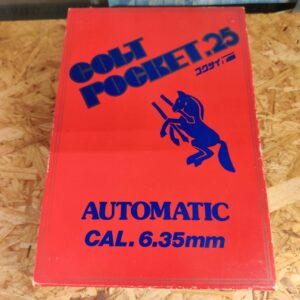 COLT
POCKET.25
コクサイ
AUTOMATIC
CAL. 6.35mm